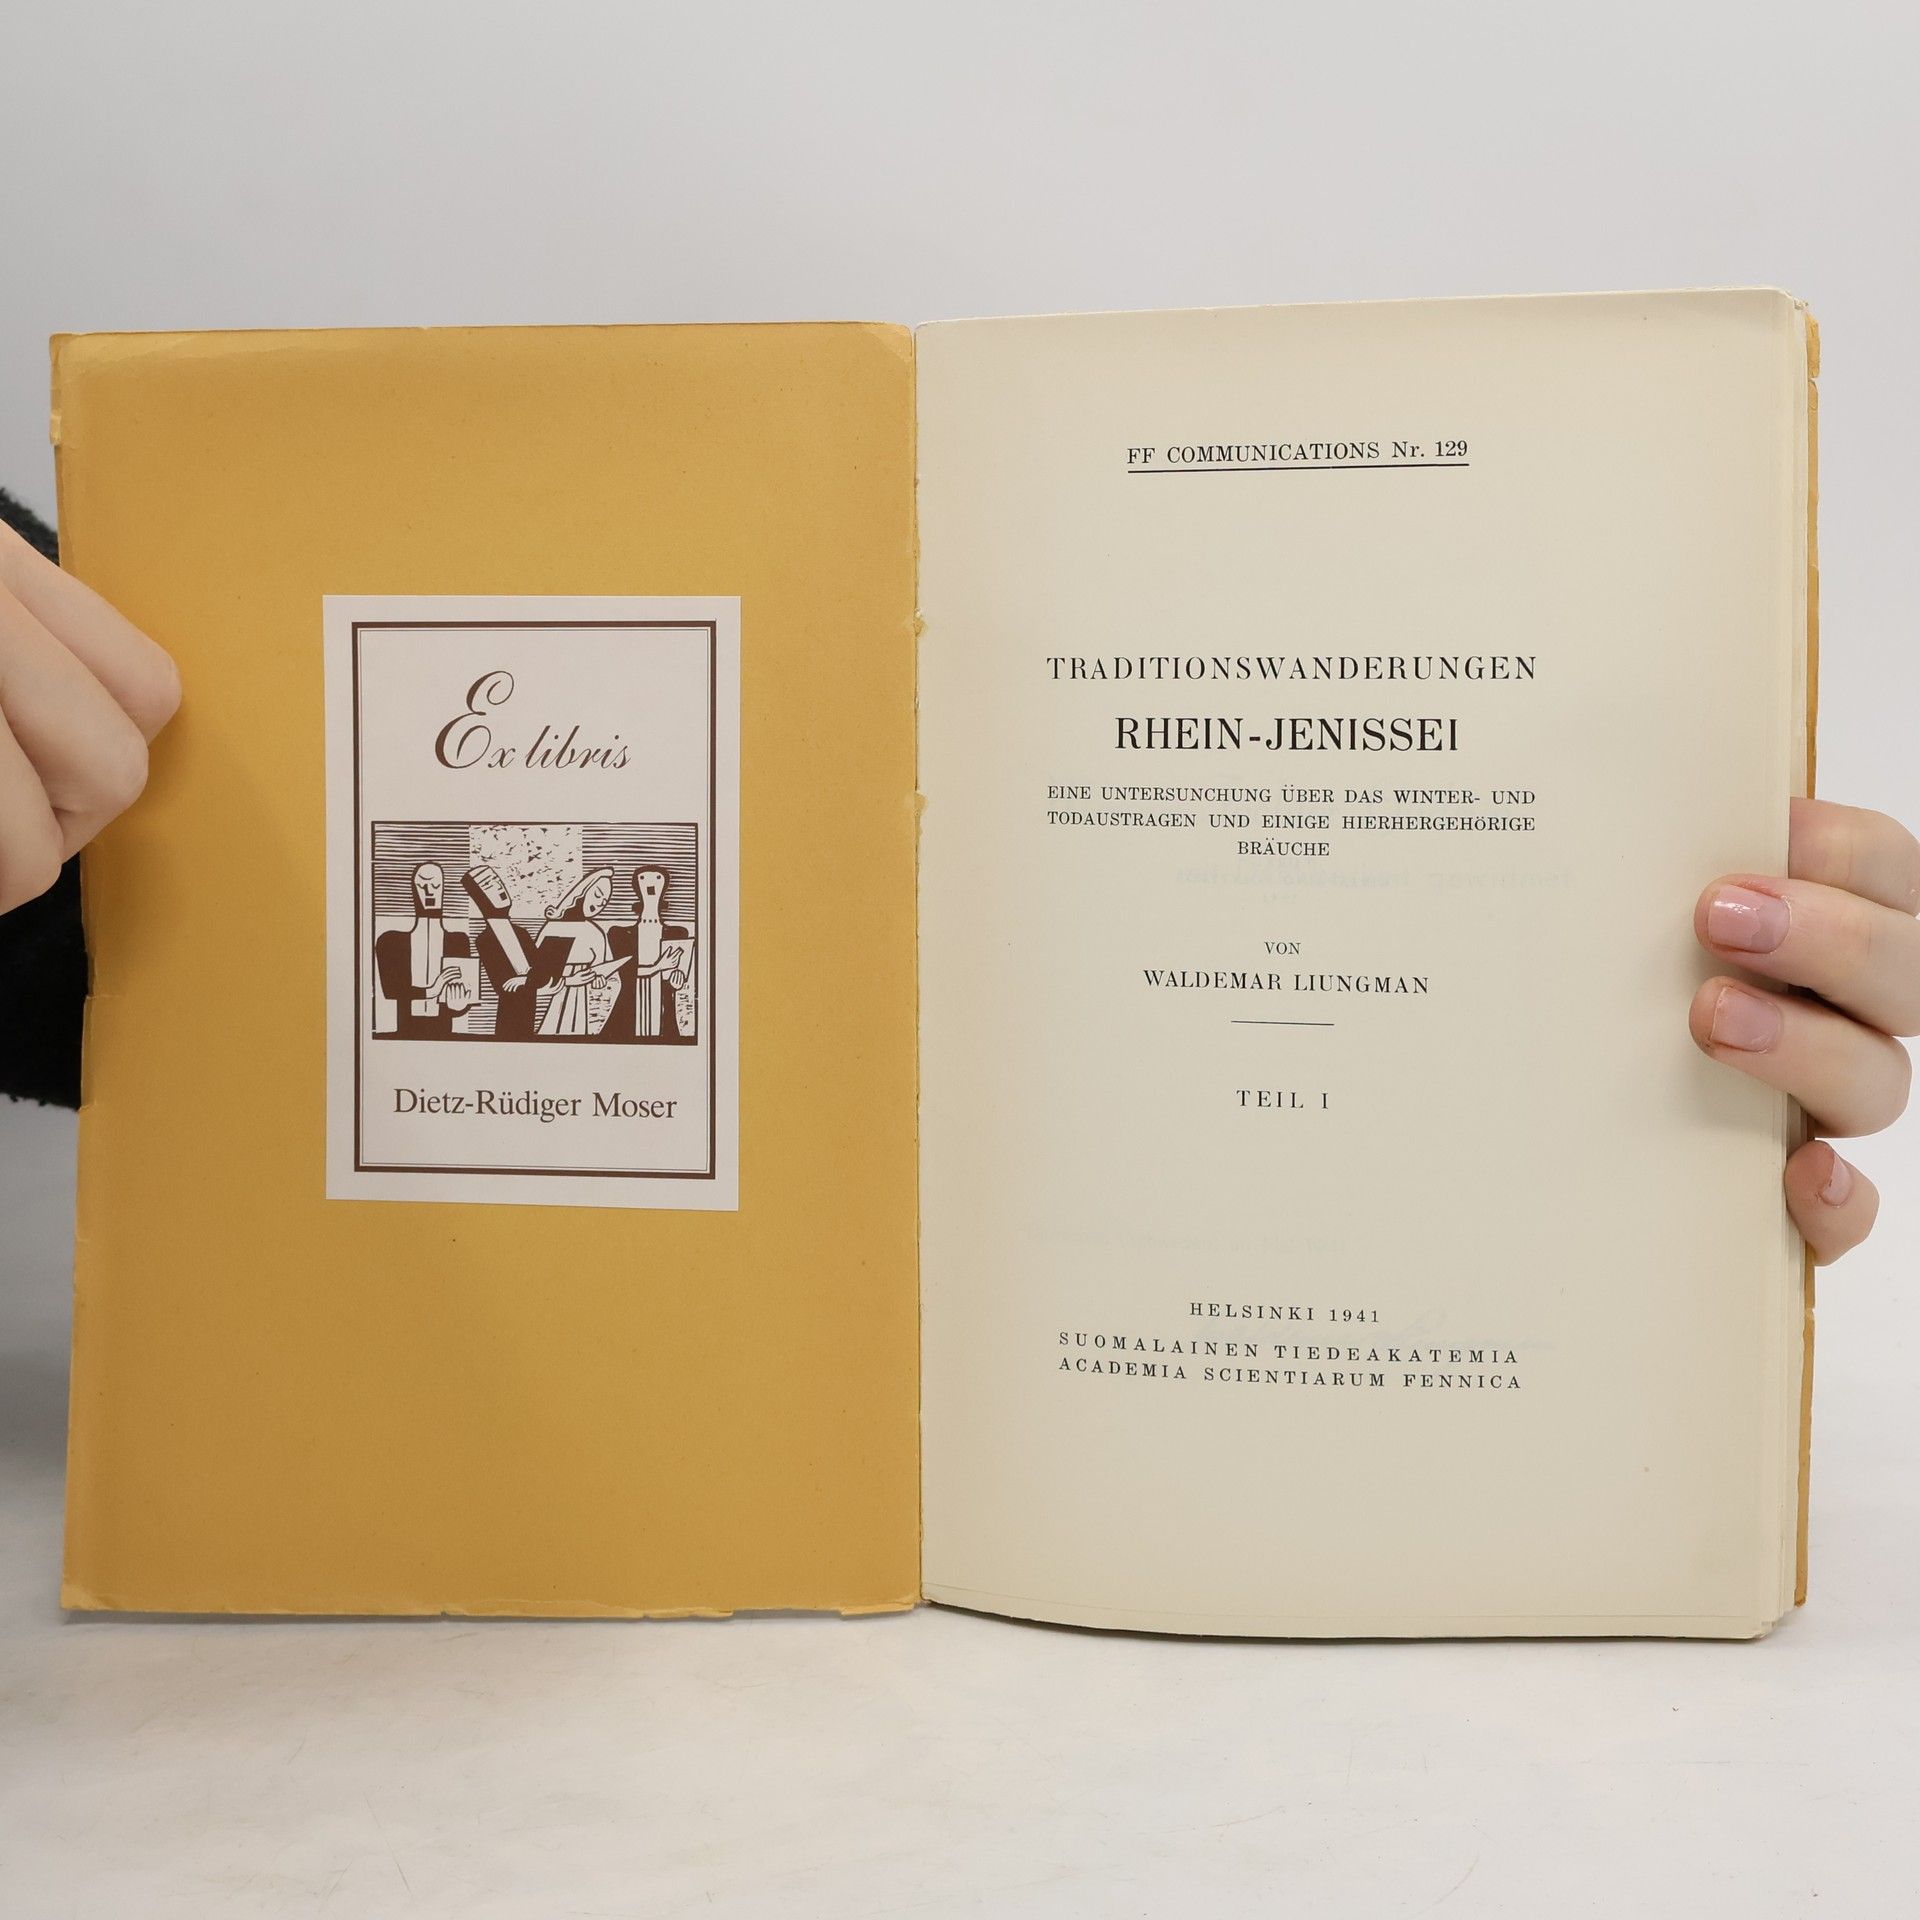 Ex libris
Dietz-Rüdiger Moser
FF COMMUNICATIONS Nr. 129
TRADITIONSWANDERUNGEN
RHEIN-JENISSEI
EINE UNTERSUNCHUNG ÜBER DAS WINTER- UND
TODAUSTRAGEN UND EINIGE HIERHERGEHÖRIGE
BRÄUCHE
VON
WALDEMAR LIUNGMAN
TEIL I
HELSINKI 1941
SUOMALAINEN TIEDEAKATEMIA
ACADEMIA SCIENTIARUM FENNICA